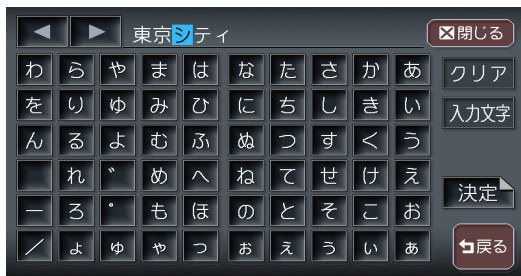 ◀ ▶ 東京シティ ☒閉じる
わ ら や ま は な た さ か あ クリア
を り ゆ み ひ に ち し き い 入力文字
ん る よ む ふ ぬ つ す く う
れ ゛ め へ ね て せ け え 決定
ー ろ ゜ も ほ の と そ こ お
／ ょ ゅ ゃ っ ぉ ぇ ぅ ぃ ぁ 戻る